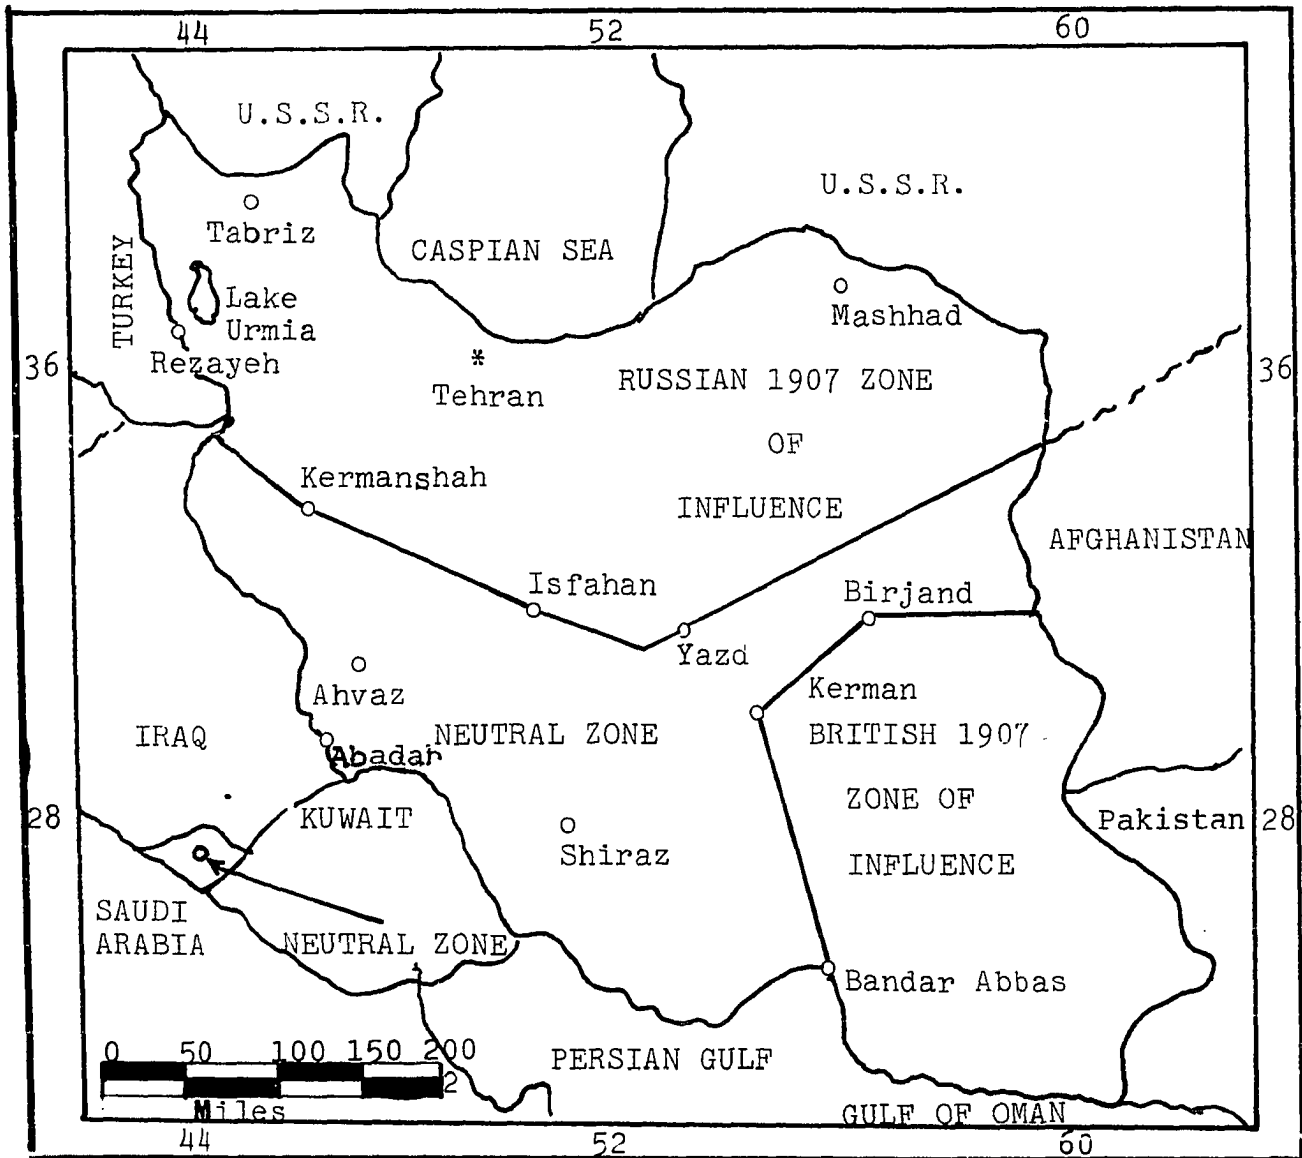 44 52 60
U.S.S.R.
U.S.S.R.
Tabriz
CASPIAN SEA
TURKEY
Lake
Urmia
Mashhad
Rezayeh
36 36
Tehran
RUSSIAN 1907 ZONE
OF
INFLUENCE
Kermanshah
AFGHANISTAN
Isfahan
Birjand
Yazd
Ahvaz
Kerman
IRAQ
NEUTRAL ZONE
BRITISH 1907
ZONE OF
INFLUENCE
Abadan
KUWAIT
28 28
Pakistan
Shiraz
SAUDI
ARABIA
NEUTRAL ZONE
Bandar Abbas
0 50 100 150 200
2
Miles
PERSIAN GULF
GULF OF OMAN
44 52 60